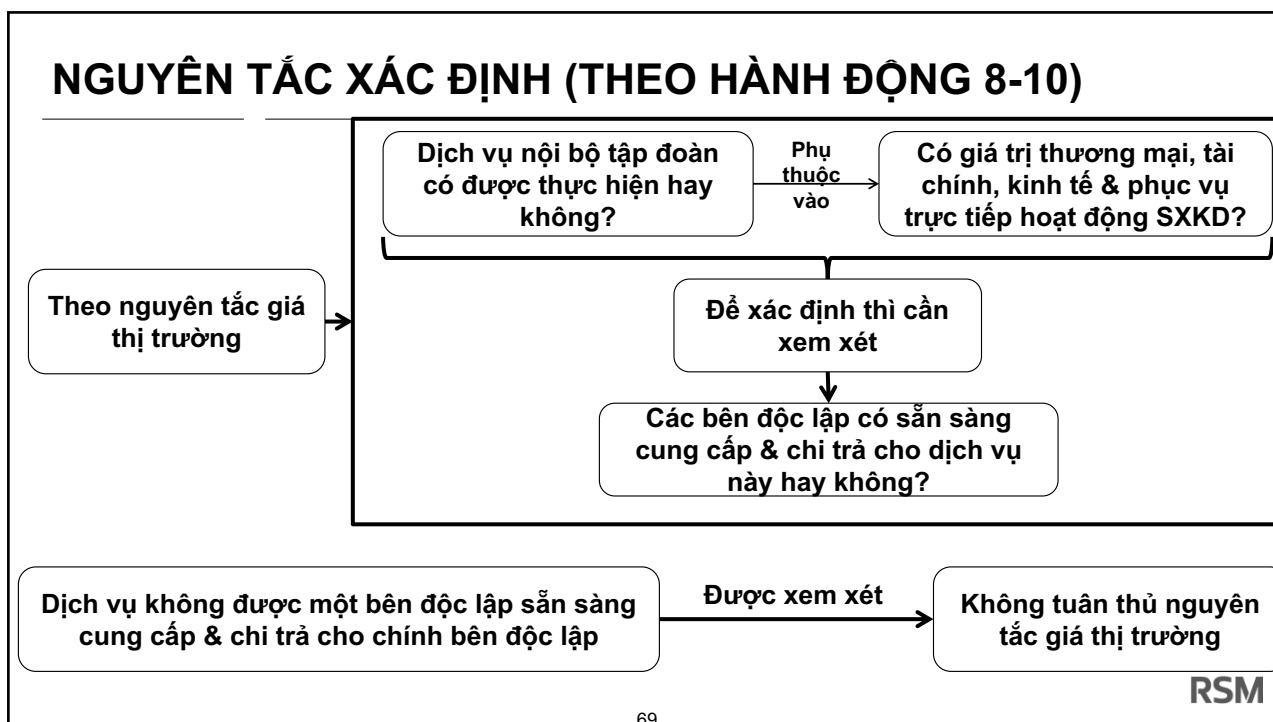 NGUYÊN TẮC XÁC ĐỊNH (THEO HÀNH ĐỘNG 8-10)
Dịch vụ nội bộ tập đoàn
có được thực hiện hay
không?
Phụ
thuộc
vào
Có giá trị thương mại, tài
chính, kinh tế & phục vụ
trực tiếp hoạt động SXKD?
Theo nguyên tắc giá
thị trường
Để xác định thì cần
xem xét
Các bên độc lập có sẵn sàng
cung cấp & chi trả cho dịch vụ
này hay không?
Dịch vụ không được một bên độc lập sẵn sàng
cung cấp & chi trả cho chính bên độc lập
Được xem xét
Không tuân thủ nguyên
tắc giá thị trường
RSM
69